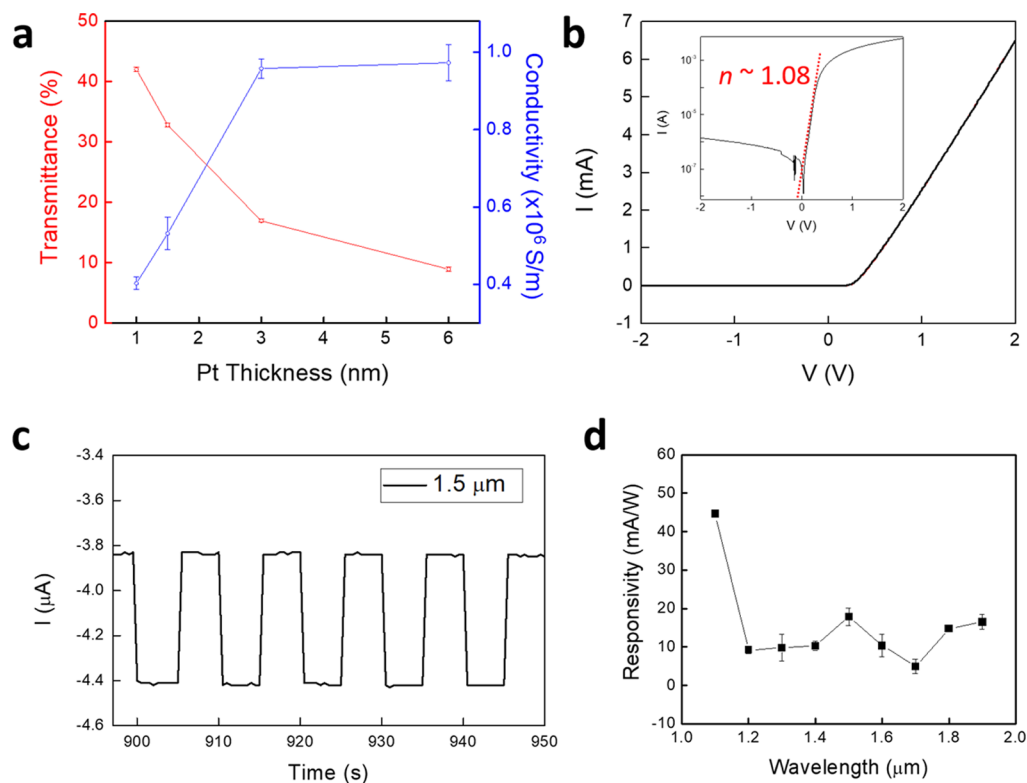 a
50
40
30
20
10
0
Transmittance (%)
1.0
0.8
0.6
0.4
Conductivity (x10⁶ S/m)
1 2 3 4 5 6
Pt Thickness (nm)
b
7
6
5
4
3
2
1
0
-1
I (mA)
-2 -1 0 1 2
V (V)
n ~ 1.08
10⁻³
10⁻⁵
10⁻⁷
I (A)
-2 -1 0 1 2
V (V)
c
-3.4
-3.6
-3.8
-4.0
-4.2
-4.4
-4.6
I (μA)
1.5 μm
900 910 920 930 940 950
Time (s)
d
60
50
40
30
20
10
0
-10
Responsivity (mA/W)
1.0 1.2 1.4 1.6 1.8 2.0
Wavelength (μm)